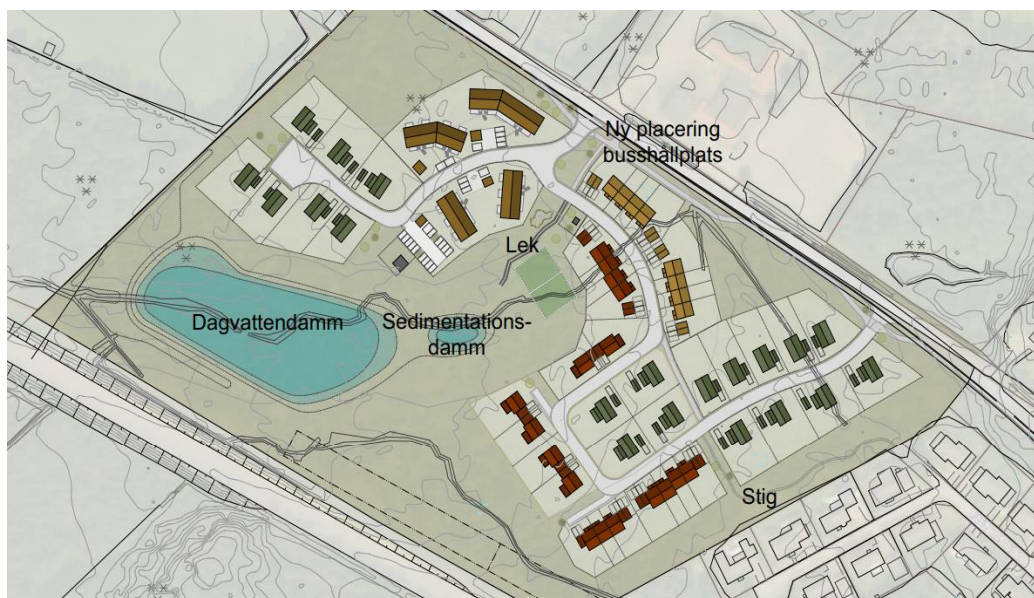 Ny placering
busshållplats
Lek
Dagvattendamm
Sedimentations-
damm
Stig